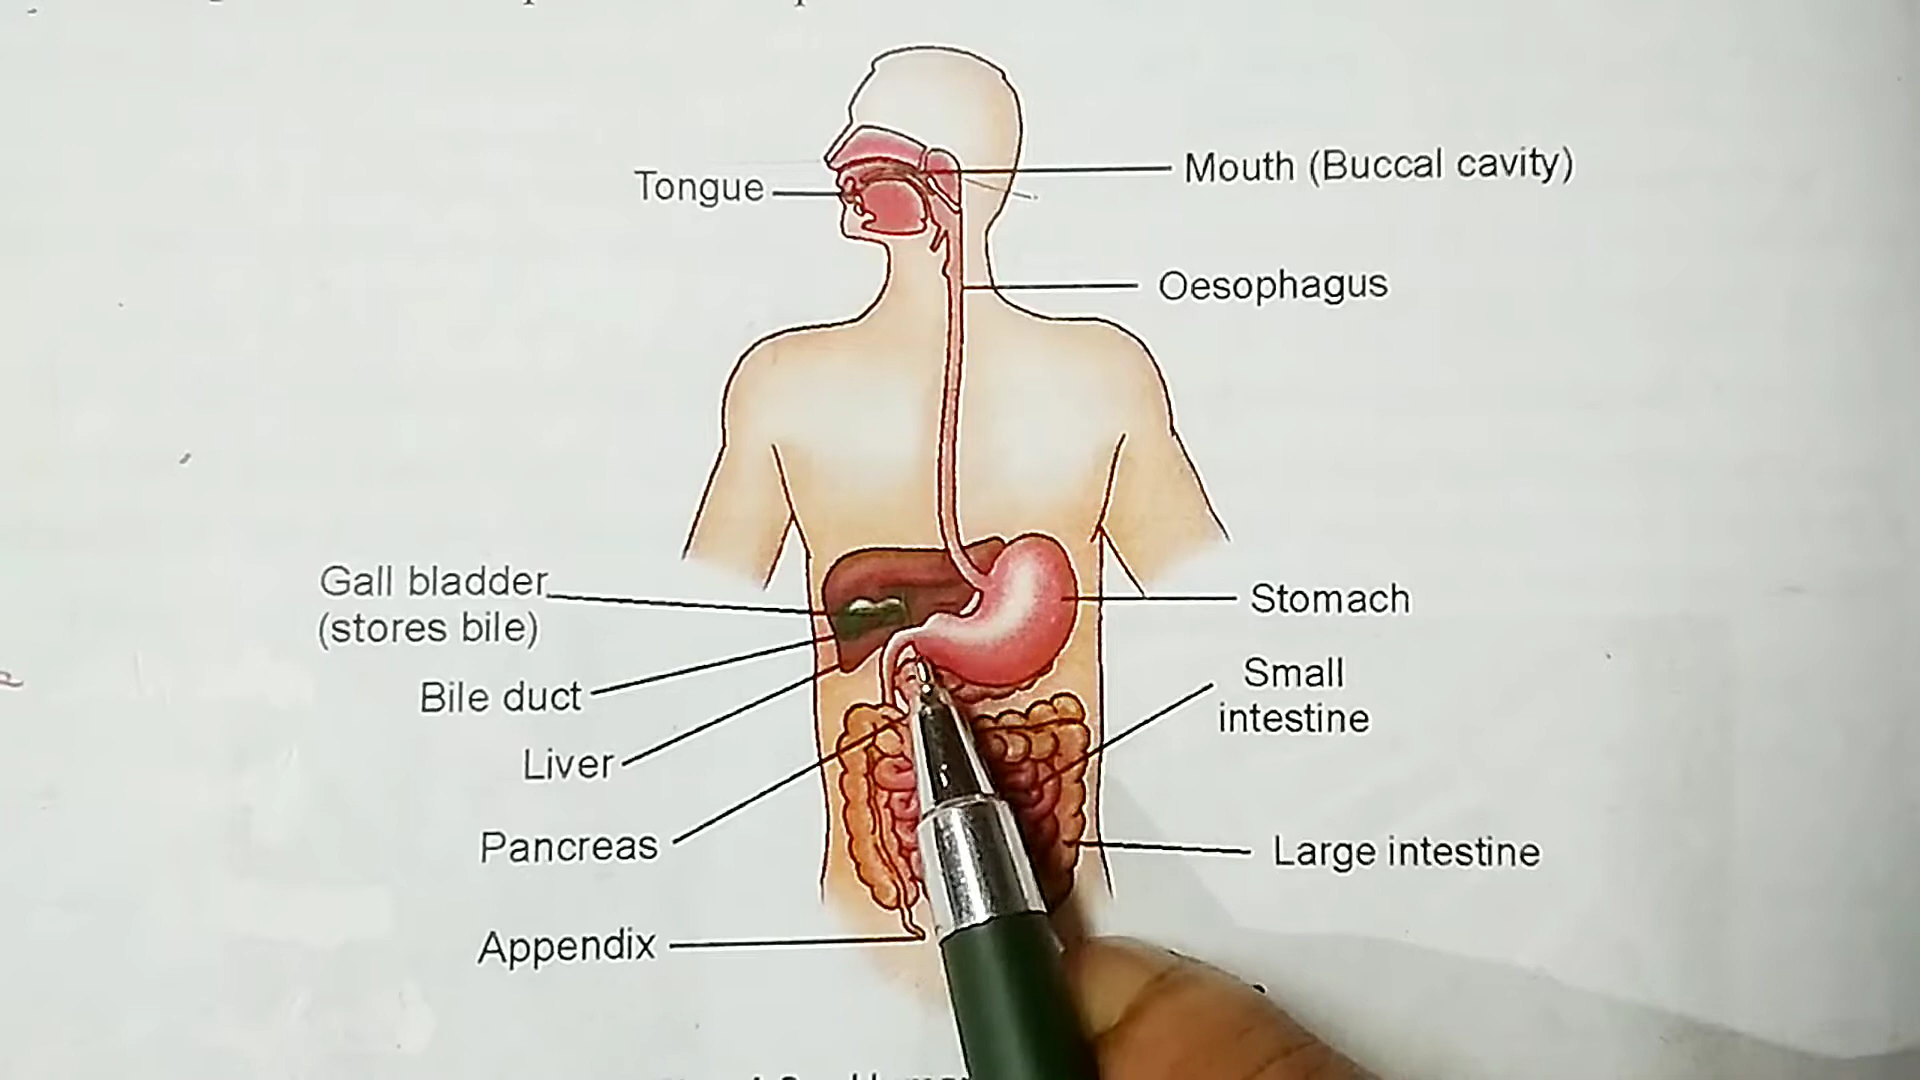 Tongue
Mouth (Buccal cavity)
Oesophagus
Gall bladder
(stores bile)
Stomach
Small
intestine
Bile duct
Liver
Pancreas
Large intestine
Appendix